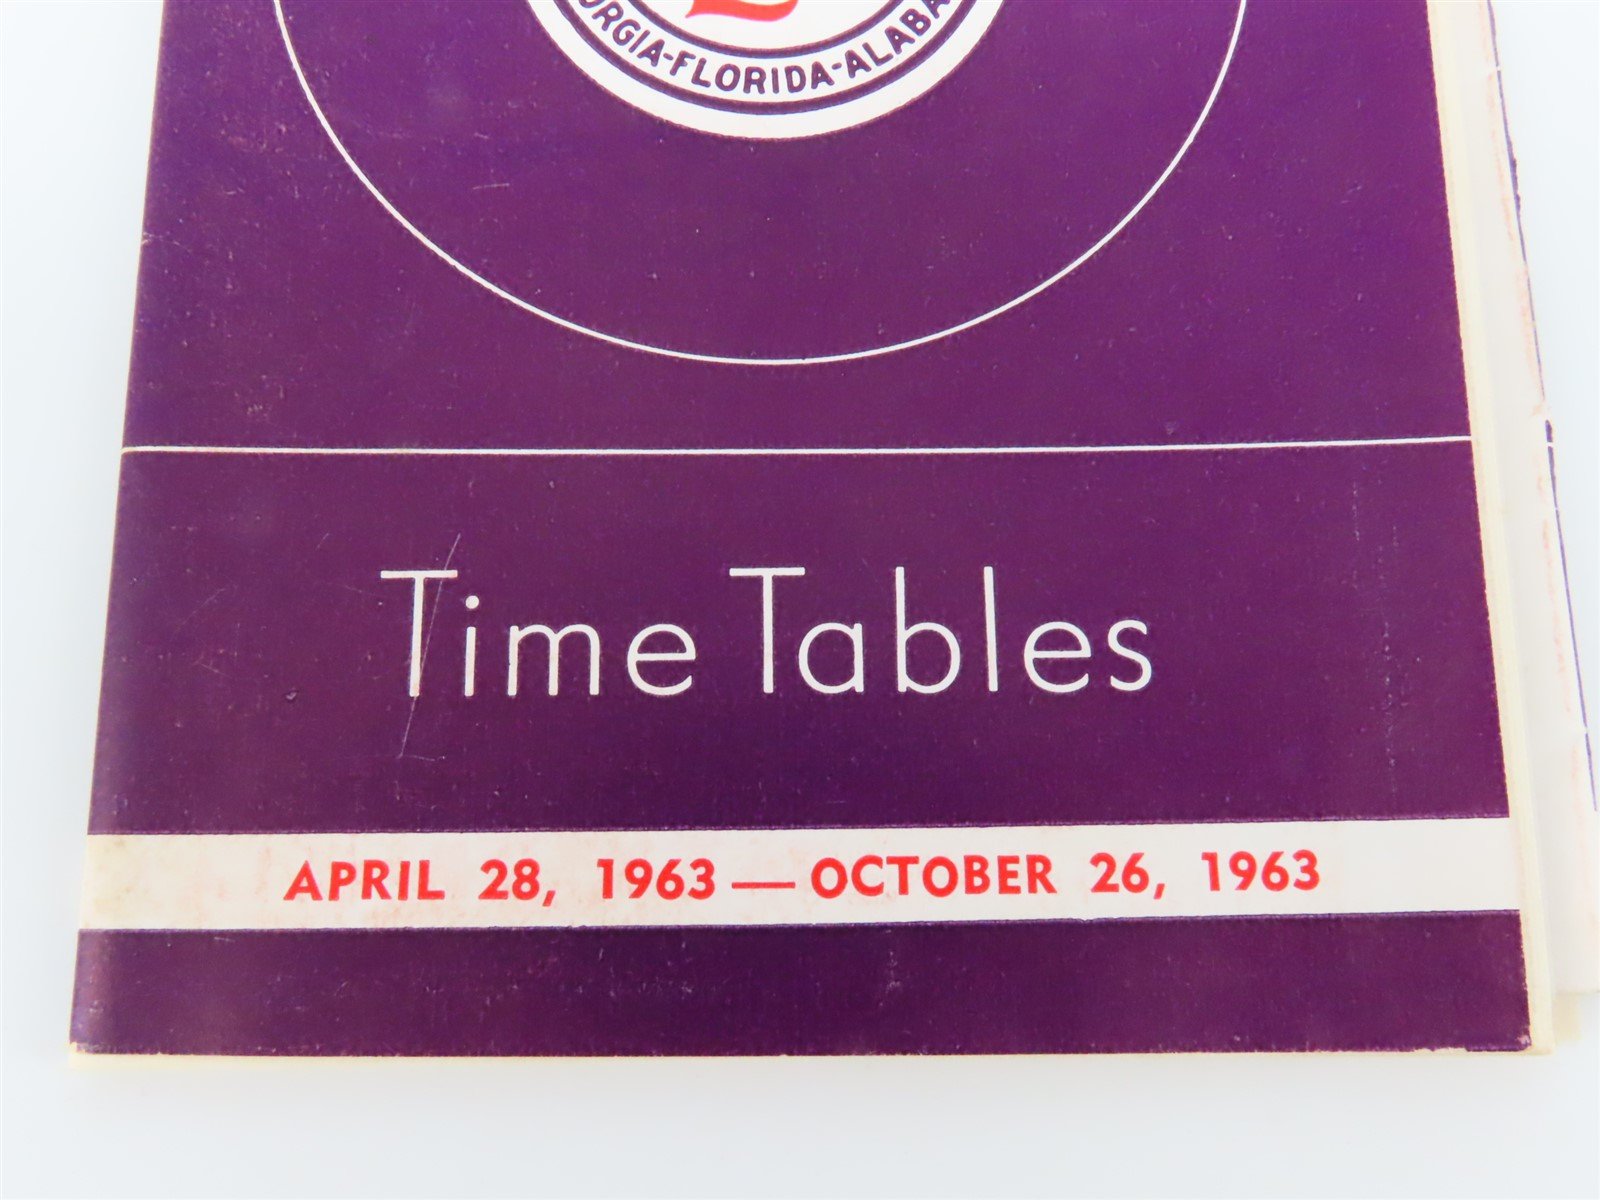 RGIA-FLORIDA-ALABA
Time Tables
APRIL 28, 1963 — OCTOBER 26, 1963